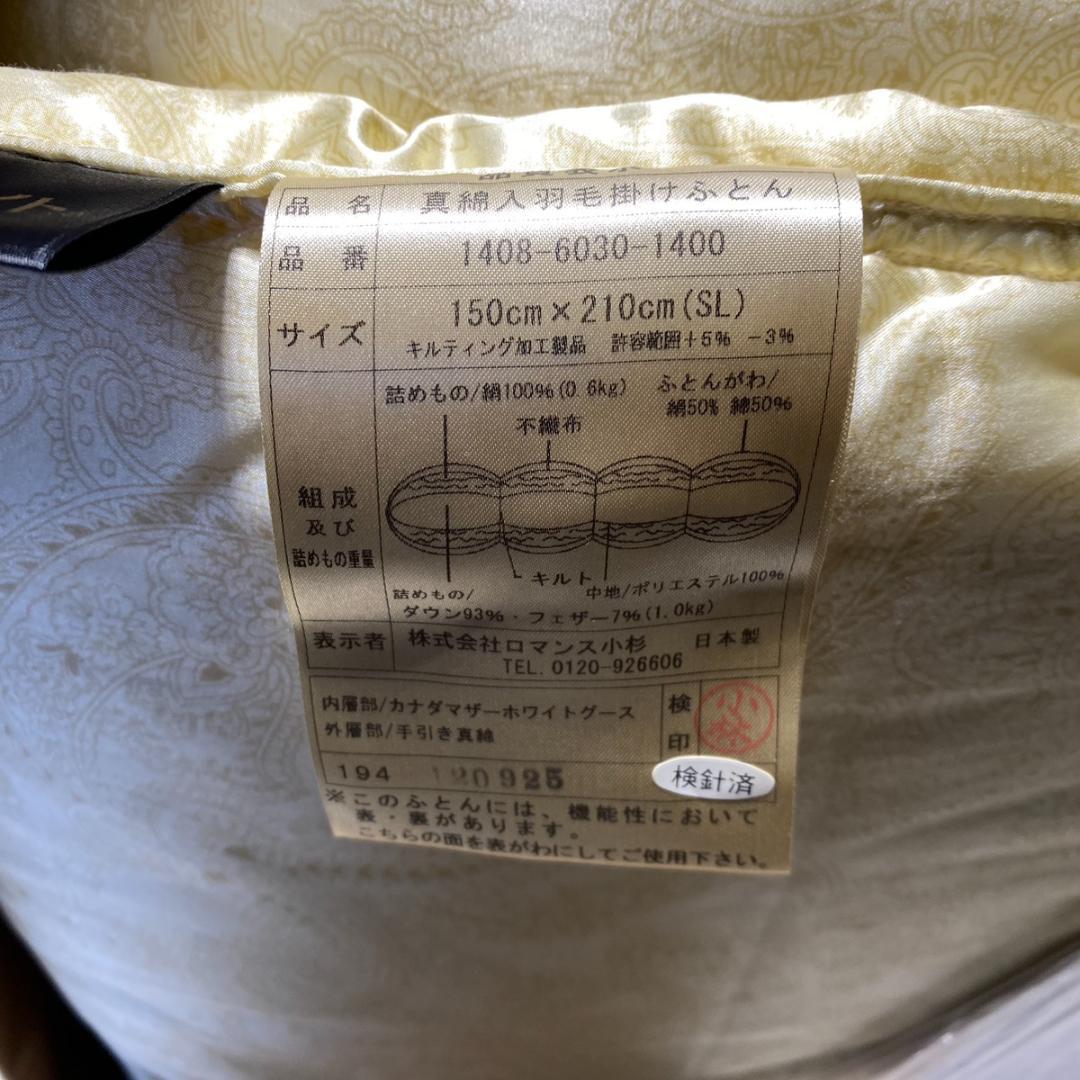 品質表示
品 名 真綿入羽毛掛けふとん
品 番 1408-6030-1400
サイズ 150cm×210cm(SL)
キルティング加工製品 許容範囲+5% -3%
組成
及び
詰めもの重量
詰めもの/絹100%(0.6kg)
ふとんがわ/
絹50% 綿50%
不織布
キルト
中地/ポリエステル100%
詰めもの/
ダウン93%・フェザー7%(1.0kg)
表示者 株式会社ロマンス小杉 日本製
TEL.0120-926606
内層部/カナダマザーホワイトグース
外層部/手引き真綿
検
印
小杉
194 120925
検針済
※このふとんには、機能性において
表・裏があります。
こちらの面を表がわにしてご使用下さい。